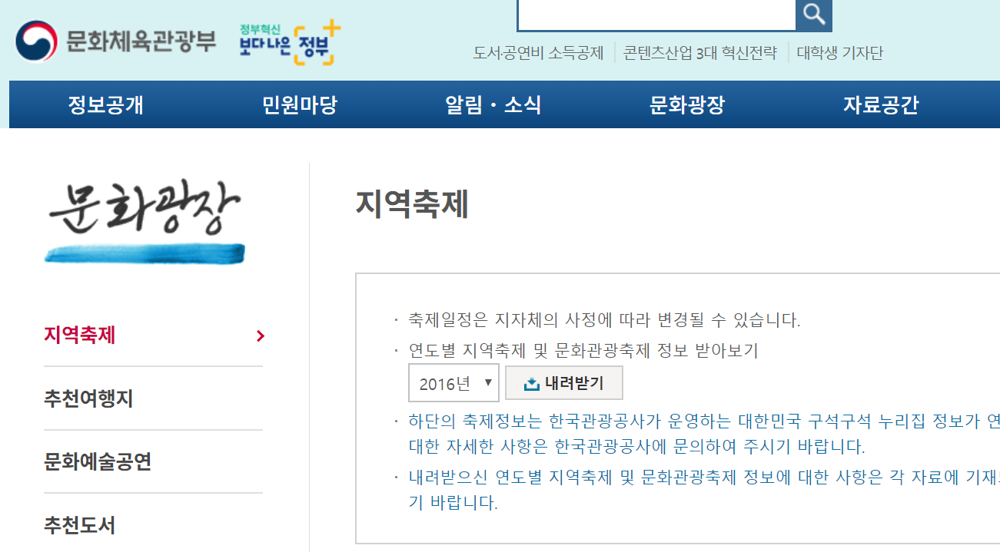 문화체육관광부
정부혁신
보다나은 정부
도서·공연비 소득공제 콘텐츠산업 3대 혁신전략 대학생 기자단
정보공개 민원마당 알림・소식 문화광장 자료공간
문화광장
지역축제
추천여행지
문화예술공연
추천도서
지역축제
· 축제일정은 지자체의 사정에 따라 변경될 수 있습니다.
· 연도별 지역축제 및 문화관광축제 정보 받아보기
2016년 내려받기
· 하단의 축제정보는 한국관광공사가 운영하는 대한민국 구석구석 누리집 정보가 연
대한 자세한 사항은 한국관광공사에 문의하여 주시기 바랍니다.
· 내려받으신 연도별 지역축제 및 문화관광축제 정보에 대한 사항은 각 자료에 기재
기 바랍니다.